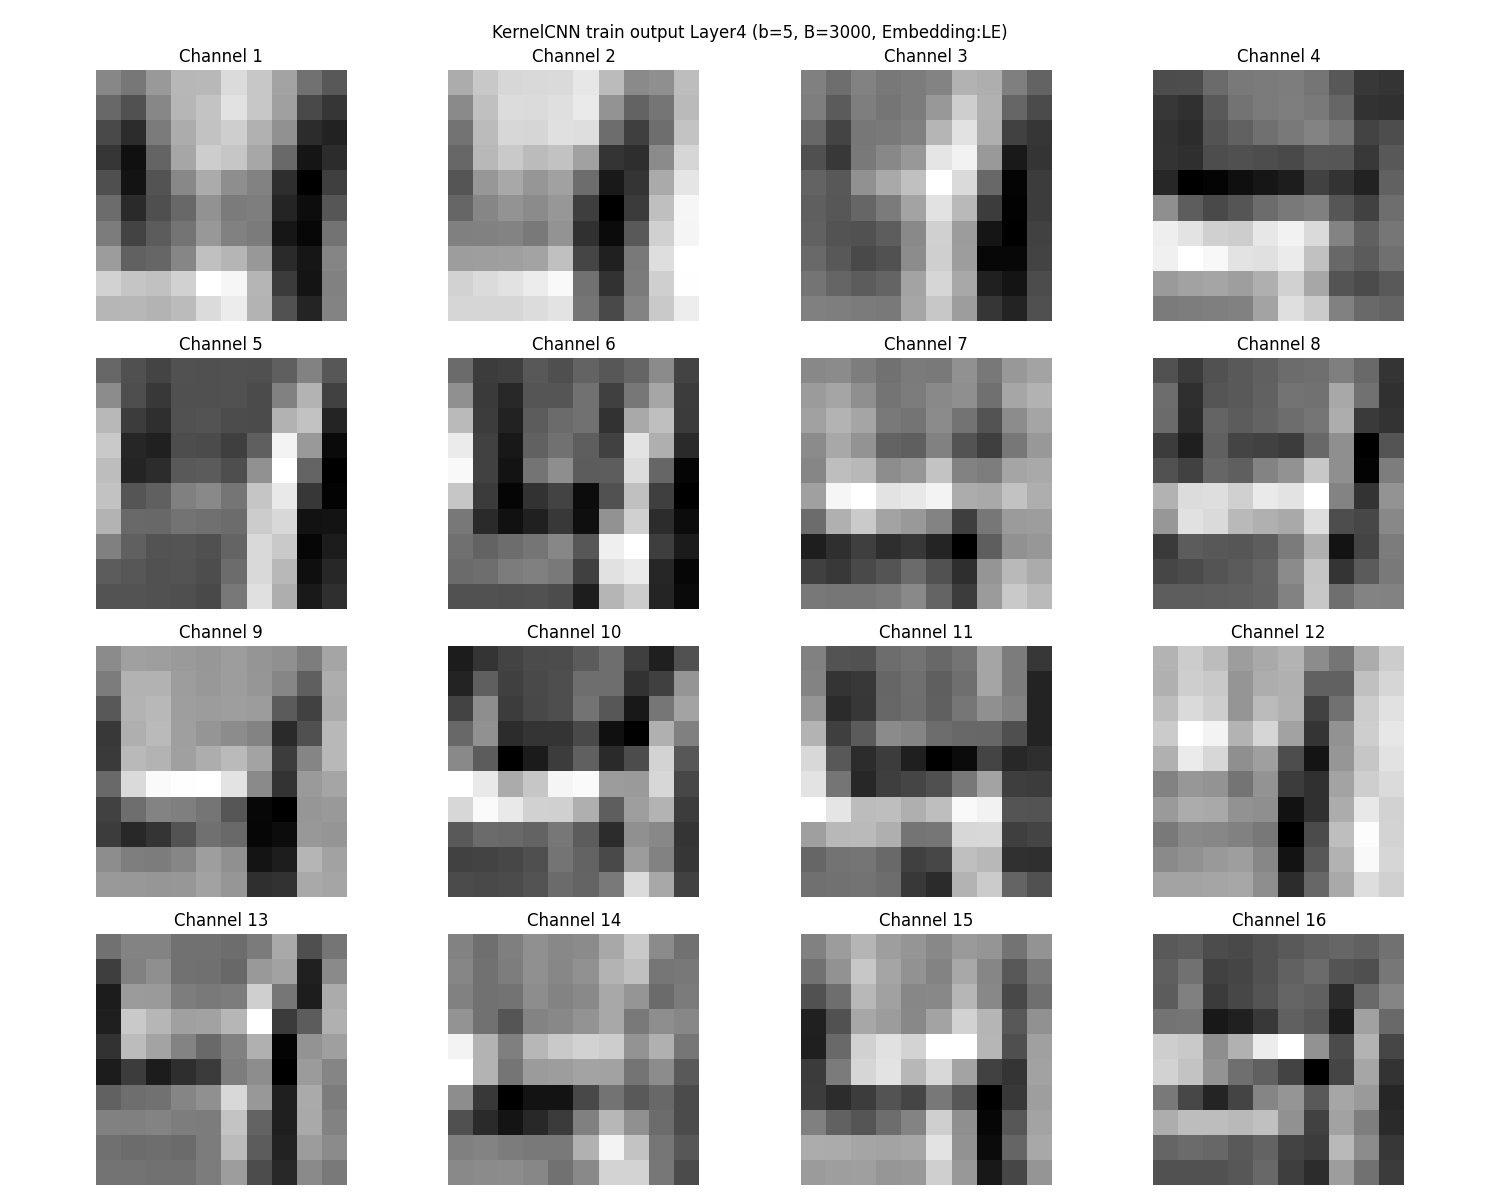 KernelCNN train output Layer4 (b=5, B=3000, Embedding:LE)
Channel 1
Channel 2
Channel 3
Channel 4
Channel 5
Channel 6
Channel 7
Channel 8
Channel 9
Channel 10
Channel 11
Channel 12
Channel 13
Channel 14
Channel 15
Channel 16